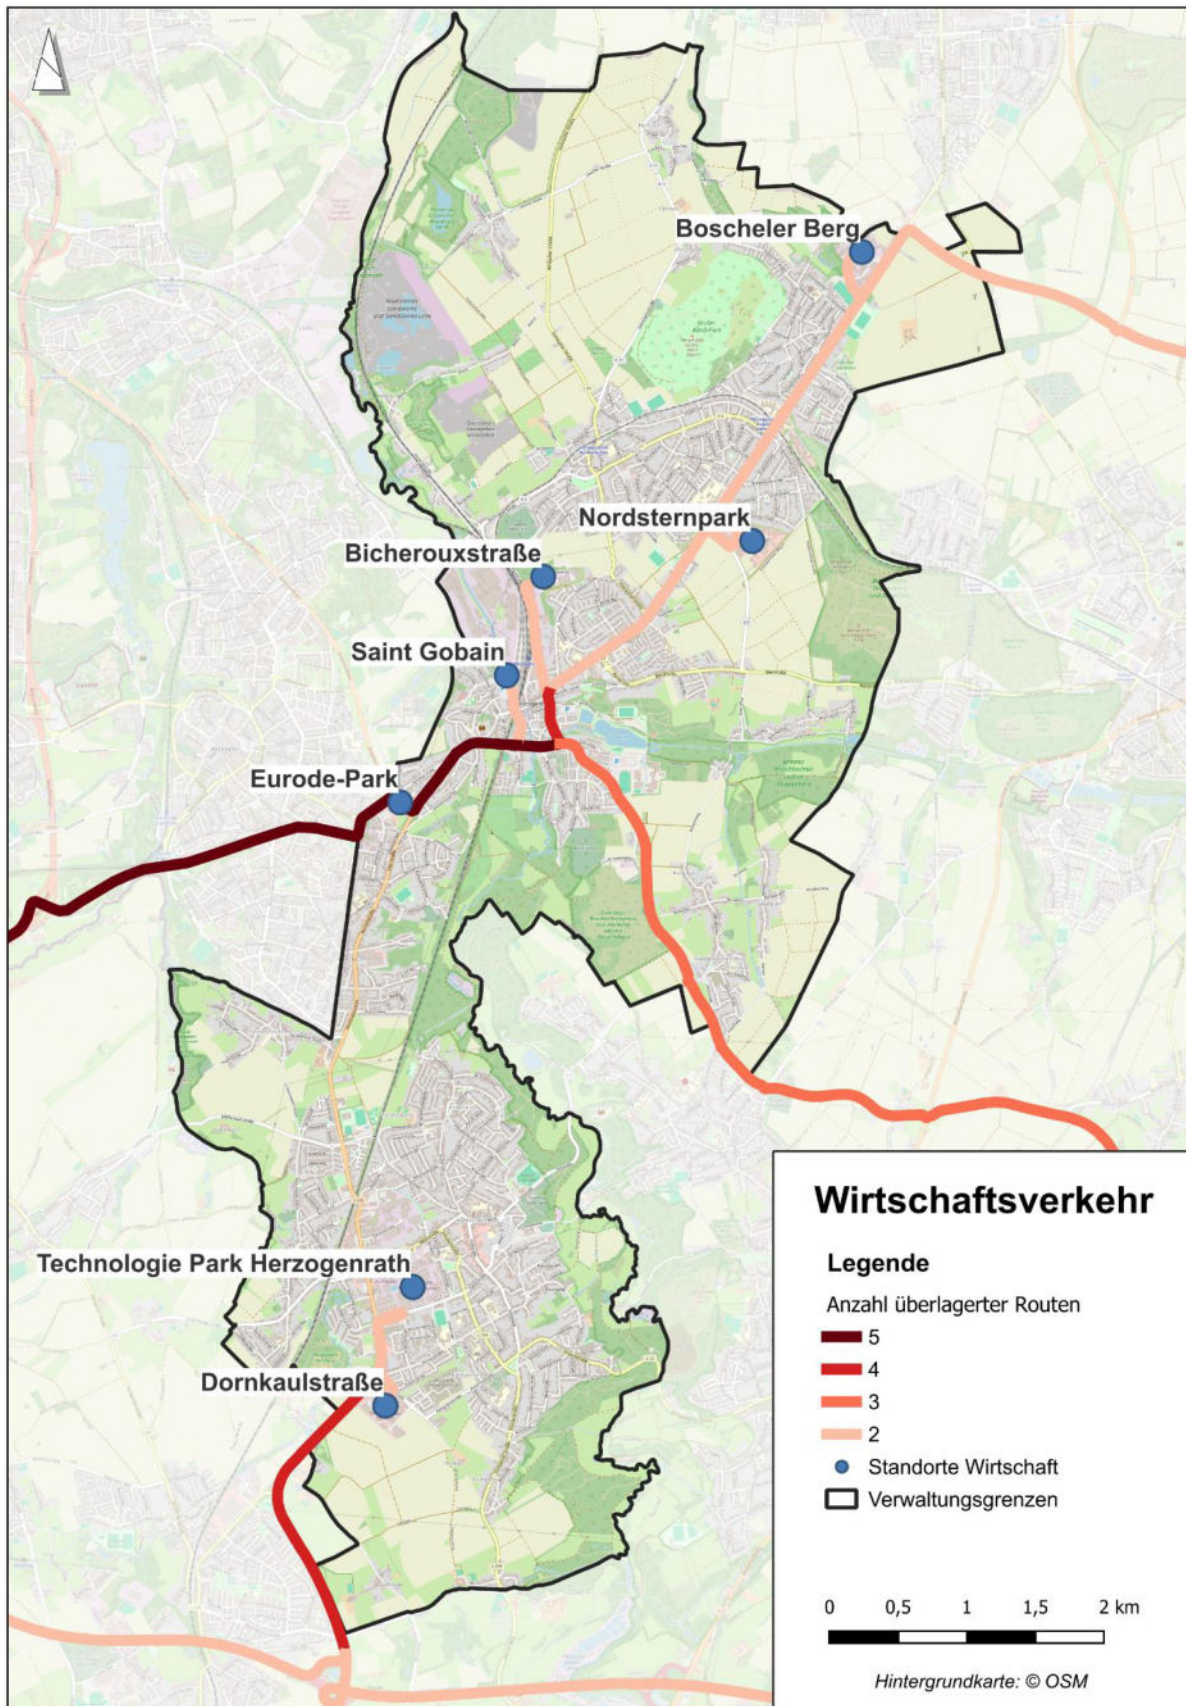 Boscheler Berg
Nordsternpark
Bicherouxstraße
Saint Gobain
Eurode-Park
Technologie Park Herzogenrath
Dornkaulstraße
Wirtschaftsverkehr
Legende
Anzahl überlagerter Routen
5
4
3
2
Standorte Wirtschaft
Verwaltungsgrenzen
0 0,5 1 1,5 2 km
Hintergrundkarte: © OSM